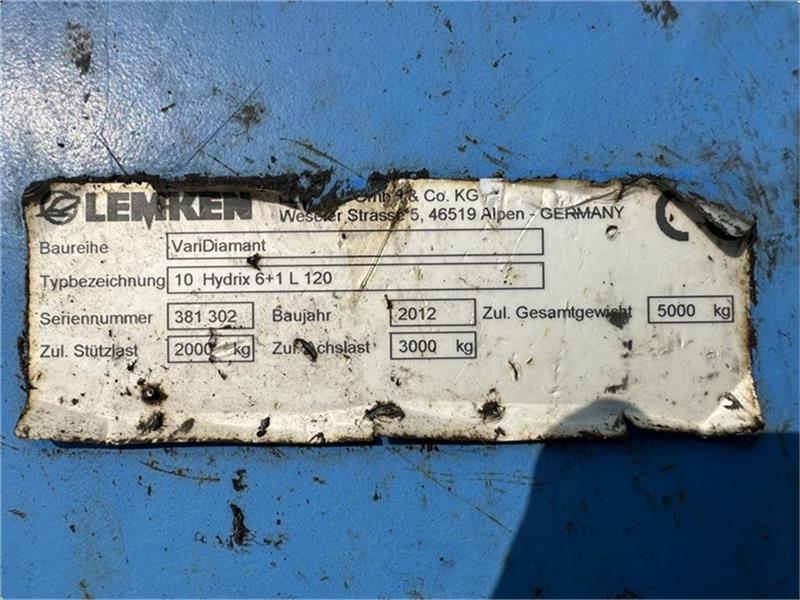 LEMKEN GmbH & Co. KG
Weseler Strasse 5, 46519 Alpen - GERMANY
Baureihe VariDiamant
Typbezeichnung 10 Hydrix 6+1 L 120
Seriennummer 381 302 Baujahr 2012 Zul. Gesamtgewicht 5000 kg
Zul. Stützlast 2000 kg Zul. Achslast 3000 kg